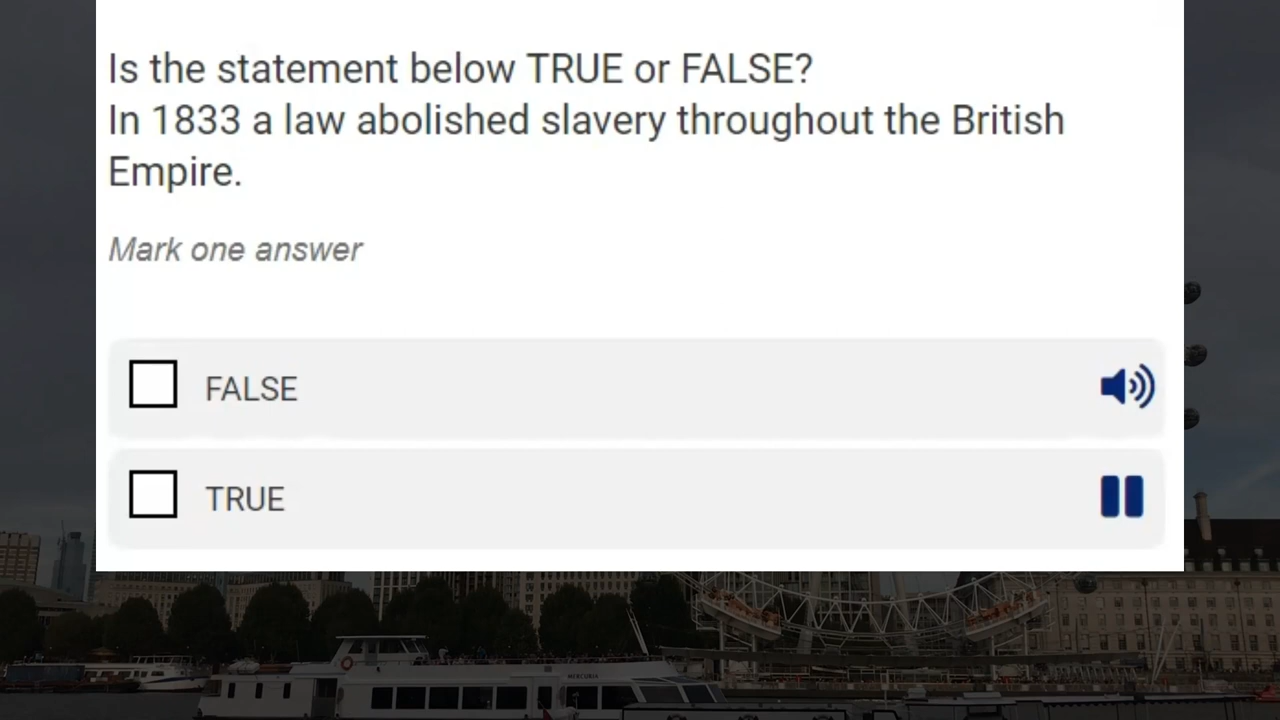 Is the statement below TRUE or FALSE?
In 1833 a law abolished slavery throughout the British
Empire.
Mark one answer
FALSE
TRUE
MERCURIA